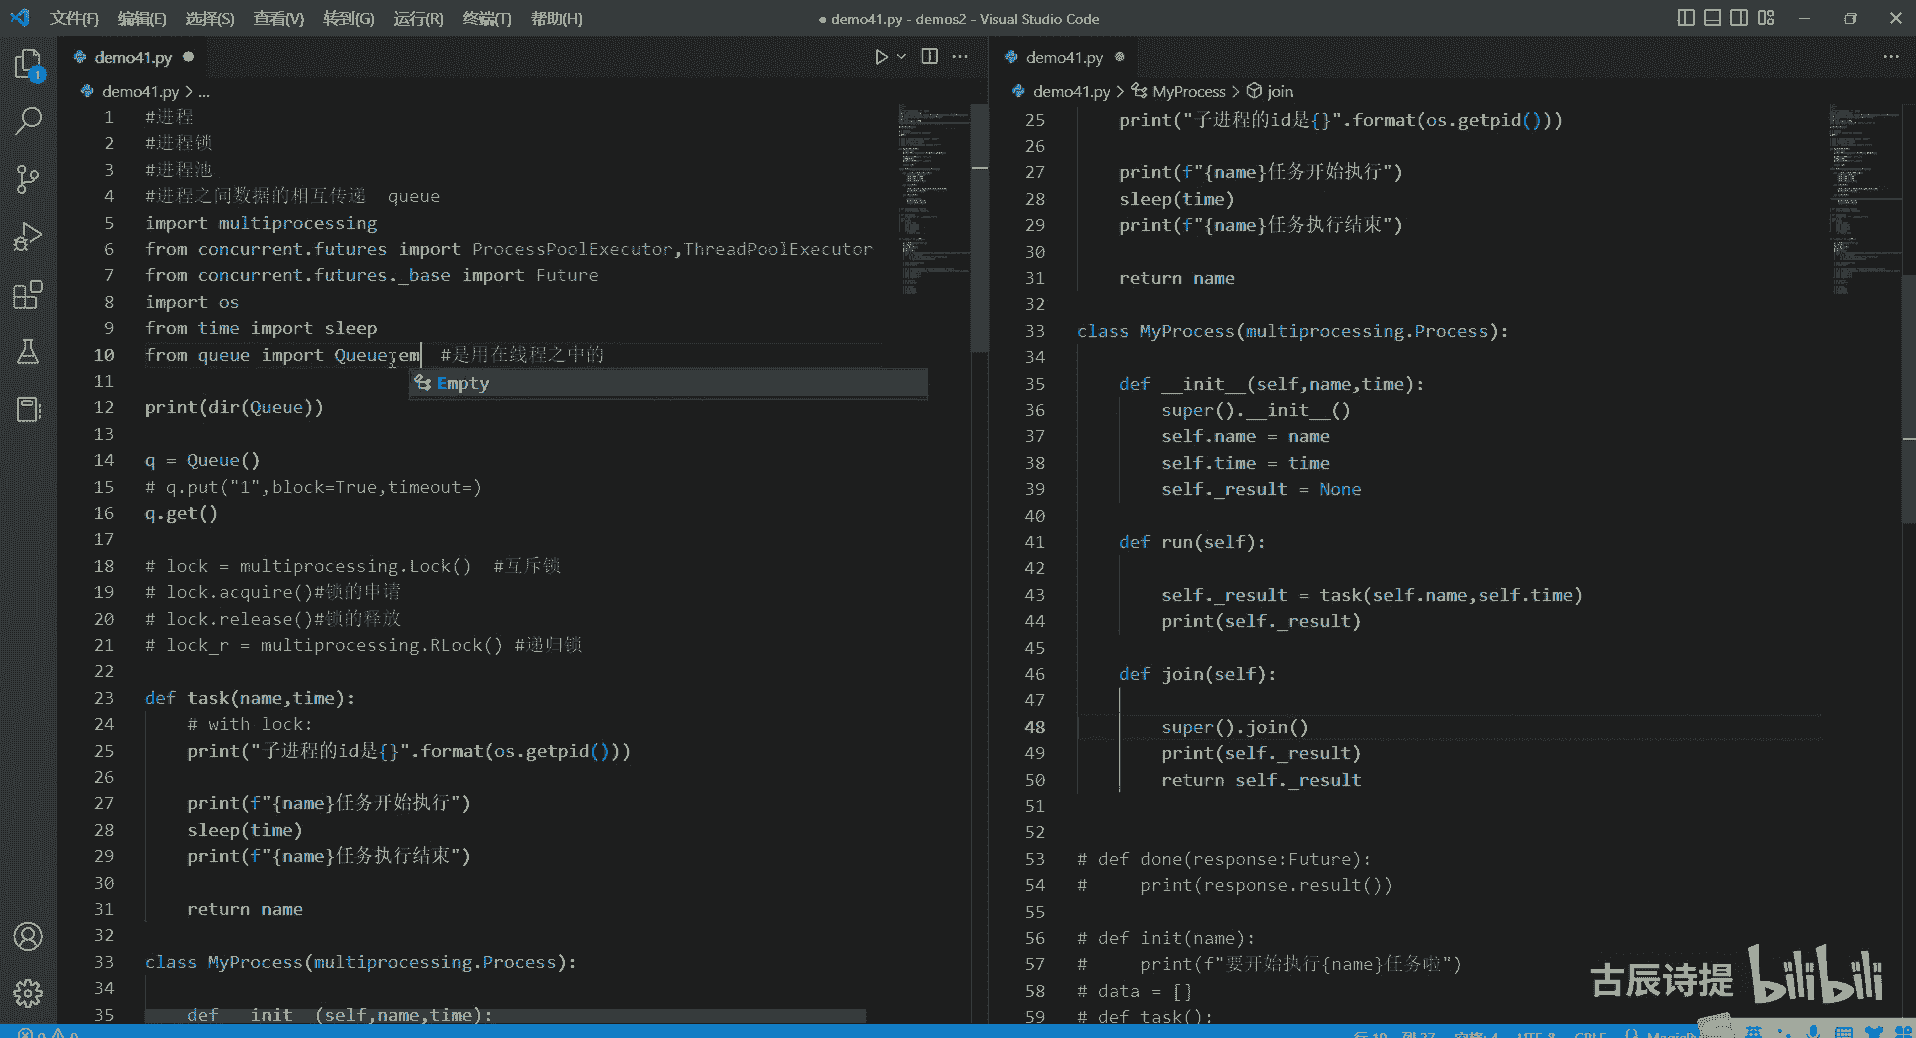 文件(F) 编辑(E) 选择(S) 查看(V) 转到(G) 运行(R) 终端(T) 帮助(H)
● demo41.py - demos2 - Visual Studio Code
demo41.py
demo41.py > ...
1 #进程
2 #进程锁
3 #进程池
4 #进程之间数据的相互传递 queue
5 import multiprocessing
6 from concurrent.futures import ProcessPoolExecutor,ThreadPoolExecutor
7 from concurrent.futures._base import Future
8 import os
9 from time import sleep
10 from queue import Queue,em #是用在线程之中的
Empty
11
12 print(dir(Queue))
13
14 q = Queue()
15 # q.put("1",block=True,timeout=)
16 q.get()
17
18 # lock = multiprocessing.Lock() #互斥锁
19 # lock.acquire()#锁的申请
20 # lock.release()#锁的释放
21 # lock_r = multiprocessing.RLock() #递归锁
22
23 def task(name,time):
24 # with lock:
25 print("子进程的id是{}".format(os.getpid()))
26
27 print(f"{name}任务开始执行")
28 sleep(time)
29 print(f"{name}任务执行结束")
30
31 return name
32
33 class MyProcess(multiprocessing.Process):
34
35 def __init__(self,name,time):
demo41.py
demo41.py > MyProcess > join
25 print("子进程的id是{}".format(os.getpid()))
26
27 print(f"{name}任务开始执行")
28 sleep(time)
29 print(f"{name}任务执行结束")
30
31 return name
32
33 class MyProcess(multiprocessing.Process):
34
35 def __init__(self,name,time):
36 super().__init__()
37 self.name = name
38 self.time = time
39 self._result = None
40
41 def run(self):
42
43 self._result = task(self.name,self.time)
44 print(self._result)
45
46 def join(self):
47
48 super().join()
49 print(self._result)
50 return self._result
51
52
53 # def done(response:Future):
54 # print(response.result())
55
56 # def init(name):
57 # print(f"要开始执行{name}任务啦")
58 # data = []
59 # def task():
古辰诗提 bilibili
1
行 10, 列 27 空格: 4 UTF-8 CRLF
英